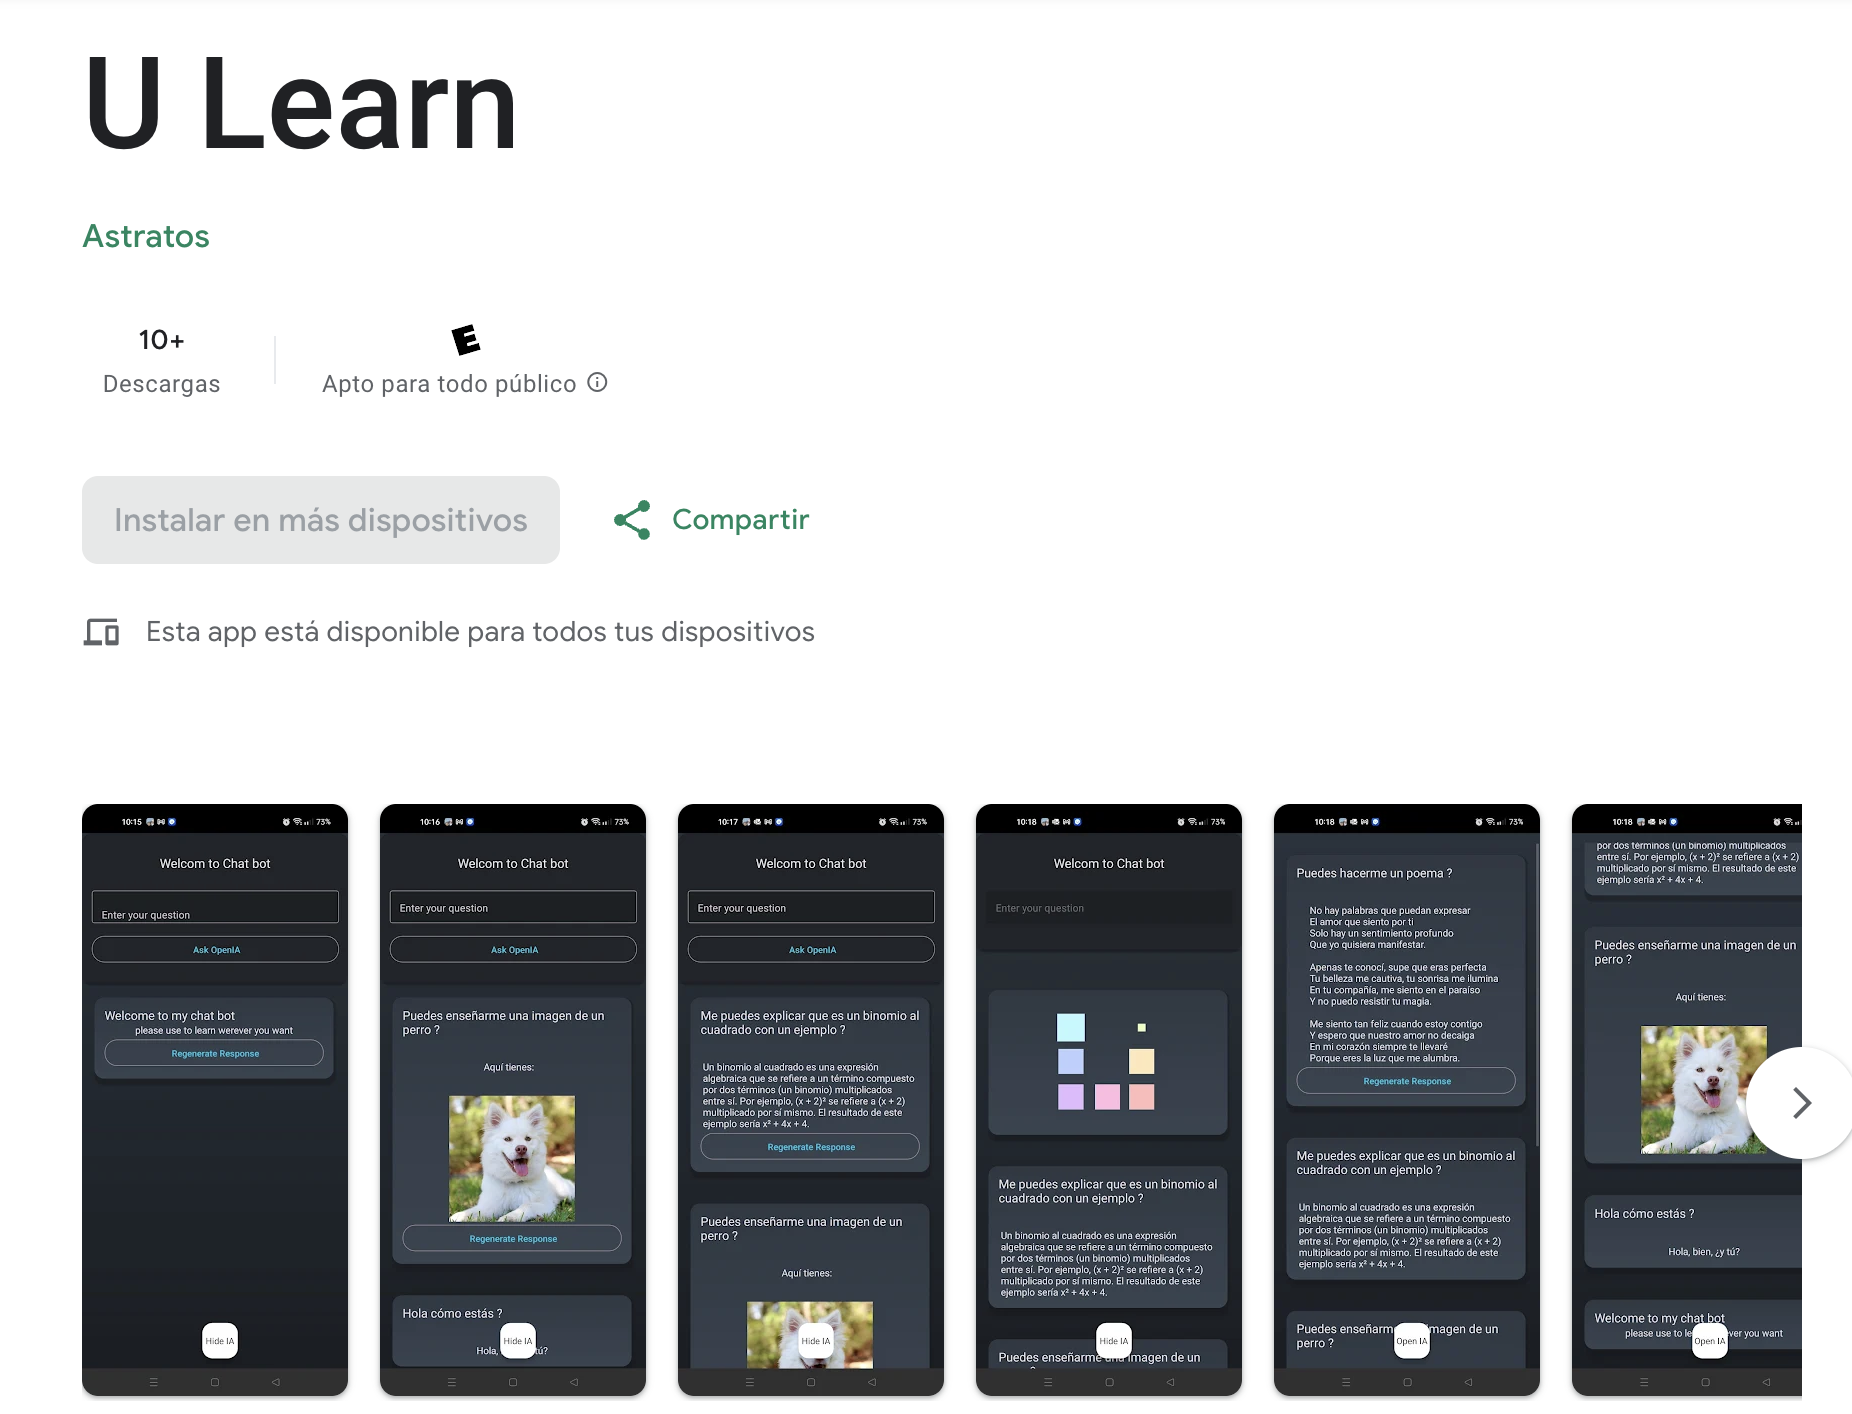 U Learn
Astratos
10+
Descargas
E
Apto para todo público
Instalar en más dispositivos
Compartir
Esta app está disponible para todos tus dispositivos
10:15
73%
Welcom to Chat bot
Enter your question
Ask OpenIA
Welcome to my chat bot
please use to learn werever you want
Regenerate Response
Hide IA
10:16
73%
Welcom to Chat bot
Enter your question
Ask OpenIA
Puedes enseñarme una imagen de un
perro ?
Aquí tienes:
Regenerate Response
Hola cómo estás ?
Hola,
tú?
Hide IA
10:17
73%
Welcom to Chat bot
Enter your question
Ask OpenIA
Me puedes explicar que es un binomio al
cuadrado con un ejemplo ?
Un binomio al cuadrado es una expresión
algebraica que se refiere a un término compuesto
por dos términos (un binomio) multiplicados
entre sí. Por ejemplo, (x + 2)² se refiere a (x + 2)
multiplicado por sí mismo. El resultado de este
ejemplo sería x² + 4x + 4.
Regenerate Response
Puedes enseñarme una imagen de un
perro ?
Aquí tienes:
Hide IA
10:18
73%
Welcom to Chat bot
Enter your question
Me puedes explicar que es un binomio al
cuadrado con un ejemplo ?
Un binomio al cuadrado es una expresión
algebraica que se refiere a un término compuesto
por dos términos (un binomio) multiplicados
entre sí. Por ejemplo, (x + 2)² se refiere a (x + 2)
multiplicado por sí mismo. El resultado de este
ejemplo sería x² + 4x + 4.
Puedes enseñarme una imagen de un
Hide IA
10:18
73%
Puedes hacerme un poema ?
No hay palabras que puedan expresar
El amor que siento por ti
Solo hay un sentimiento profundo
Que yo quisiera manifestar.
Apenas te conocí, supe que eras perfecta
Tu belleza me cautiva, tu sonrisa me ilumina
En tu compañía, me siento en el paraíso
Y no puedo resistir tu magia.
Me siento tan feliz cuando estoy contigo
Y espero que nuestro amor no decaiga
En mi corazón siempre te llevaré
Porque eres la luz que me alumbra.
Regenerate Response
Me puedes explicar que es un binomio al
cuadrado con un ejemplo ?
Un binomio al cuadrado es una expresión
algebraica que se refiere a un término compuesto
por dos términos (un binomio) multiplicados
entre sí. Por ejemplo, (x + 2)² se refiere a (x + 2)
multiplicado por sí mismo. El resultado de este
ejemplo sería x² + 4x + 4.
Puedes enseñarm magen de un
perro ?
Open IA
10:18
por dos términos (un binomio) multiplicados
entre sí. Por ejemplo, (x + 2)² se refiere a (x + 2)
multiplicado por sí mismo. El resultado de este
ejemplo sería x² + 4x + 4.
Puedes enseñarme una imagen de un
perro ?
Aquí tienes:
Hola cómo estás ?
Hola, bien, ¿y tú?
Welcome to my chat bot
please use to le ver you want
Open IA